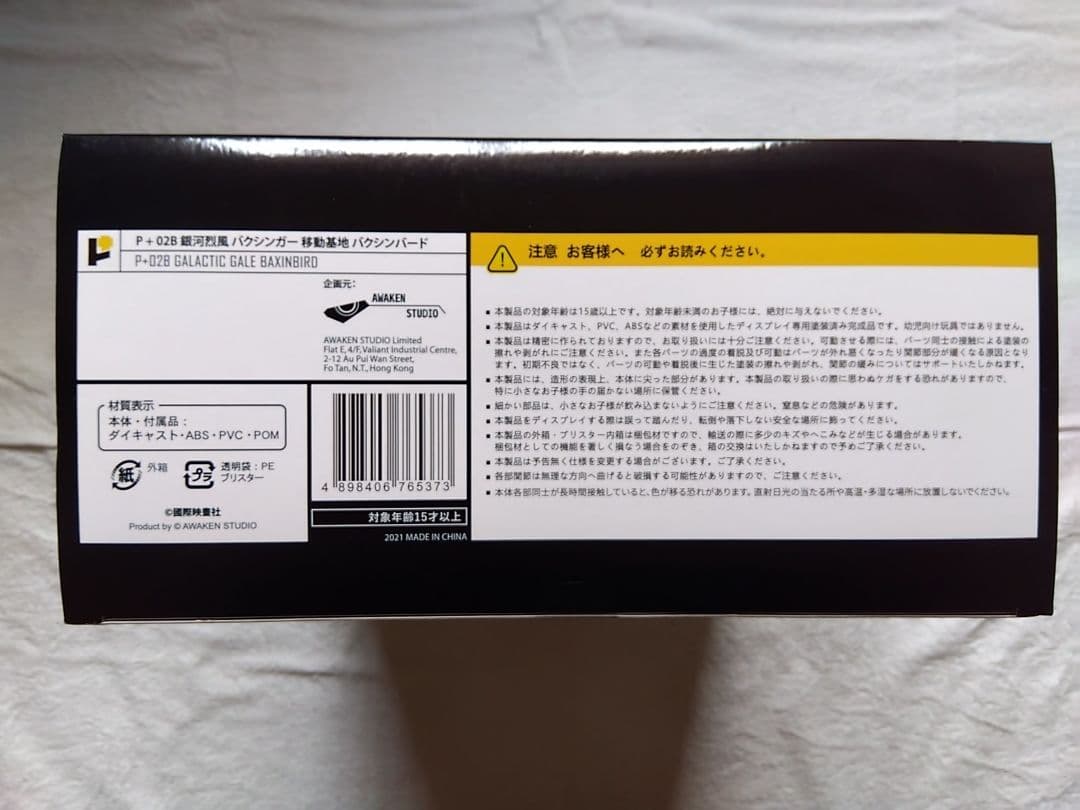 P+02B 銀河烈風 バクシンガー 移動基地 バクシンバード
P+02B GALACTIC GALE BAXINBIRD
企画元:
AWAKEN
STUDIO
AWAKEN STUDIO Limited
Flat E, 4/F, Valiant Industrial Centre,
2-12 Au Pui Wan Street,
Fo Tan, N.T., Hong Kong
材質表示
本体・付属品:
ダイキャスト・ABS・PVC・POM
紙 外箱
プラ 透明袋:PE
ブリスター
©国際映畫社
Product by © AWAKEN STUDIO
4 898406 765373
対象年齢15才以上
2021 MADE IN CHINA
注意 お客様へ 必ずお読みください。
▪ 本製品の対象年齢は15歳以上です。対象年齢未満のお子様には、絶対に与えないでください。
▪ 本製品はダイキャスト、PVC、ABSなどの素材を使用したディスプレイ専用塗装済み完成品です。幼児向け玩具ではありません。
▪ 本製品は精密に作られておりますので、お取り扱いには十分ご注意ください。可動させる際には、パーツ同士の接触による塗装の
擦れや剥がれにご注意ください。また各パーツの過度の着脱及び可動はパーツが外れ易くなったり関節部分が緩くなる原因となり
ます。初期不良ではなく、パーツの可動や着脱後に生じた塗装の擦れや剥がれ、関節の緩みについてはサポートいたしかねます。
▪ 本製品には、造形の表現上、本体に尖った部分があります。本製品の取り扱いの際に思わぬケガをする恐れがありますので、
特に小さなお子様の手の届かない場所に保管ください。
▪ 細かい部品は、小さなお子様が飲み込まないようにご注意ください。窒息などの危険があります。
▪ 本製品をディスプレイする際は誤って踏んだり、転倒や落下しない安全な場所に飾ってください。
▪ 本製品の外箱・ブリスター内箱は梱包材ですので、輸送の際に多少のキズやへこみなどが生じる場合があります。
梱包材としての機能を著しく損なう場合をのぞき、箱の交換はいたしかねますので予めご了承ください。
▪ 本製品は予告無く仕様を変更する場合がございます。ご了承ください。
▪ 各部関節は無理な方向へ曲げると破損する可能性がありますので、ご注意ください。
▪ 本体各部同士が長時間接触していると、色が移る恐れがあります。直射日光の当たる所や高温・多湿な場所に放置しないでください。